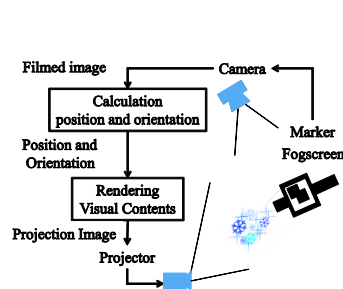 Filmed image
Camera
Calculation
position and orientation
Marker
Fogscreen
Position and
Orientation
Rendering
Visual Contents
Projection Image
Projector